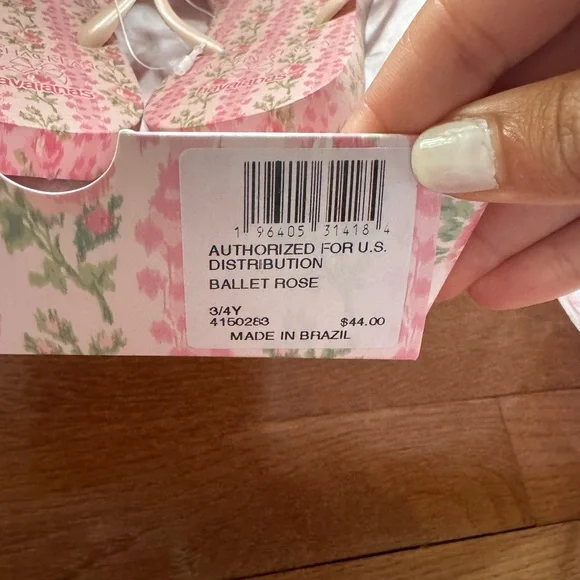 havaianas
havaianas
1 96405 31418 4
AUTHORIZED FOR U.S.
DISTRIBUTION
BALLET ROSE
3/4Y
4150283 $44.00
MADE IN BRAZIL